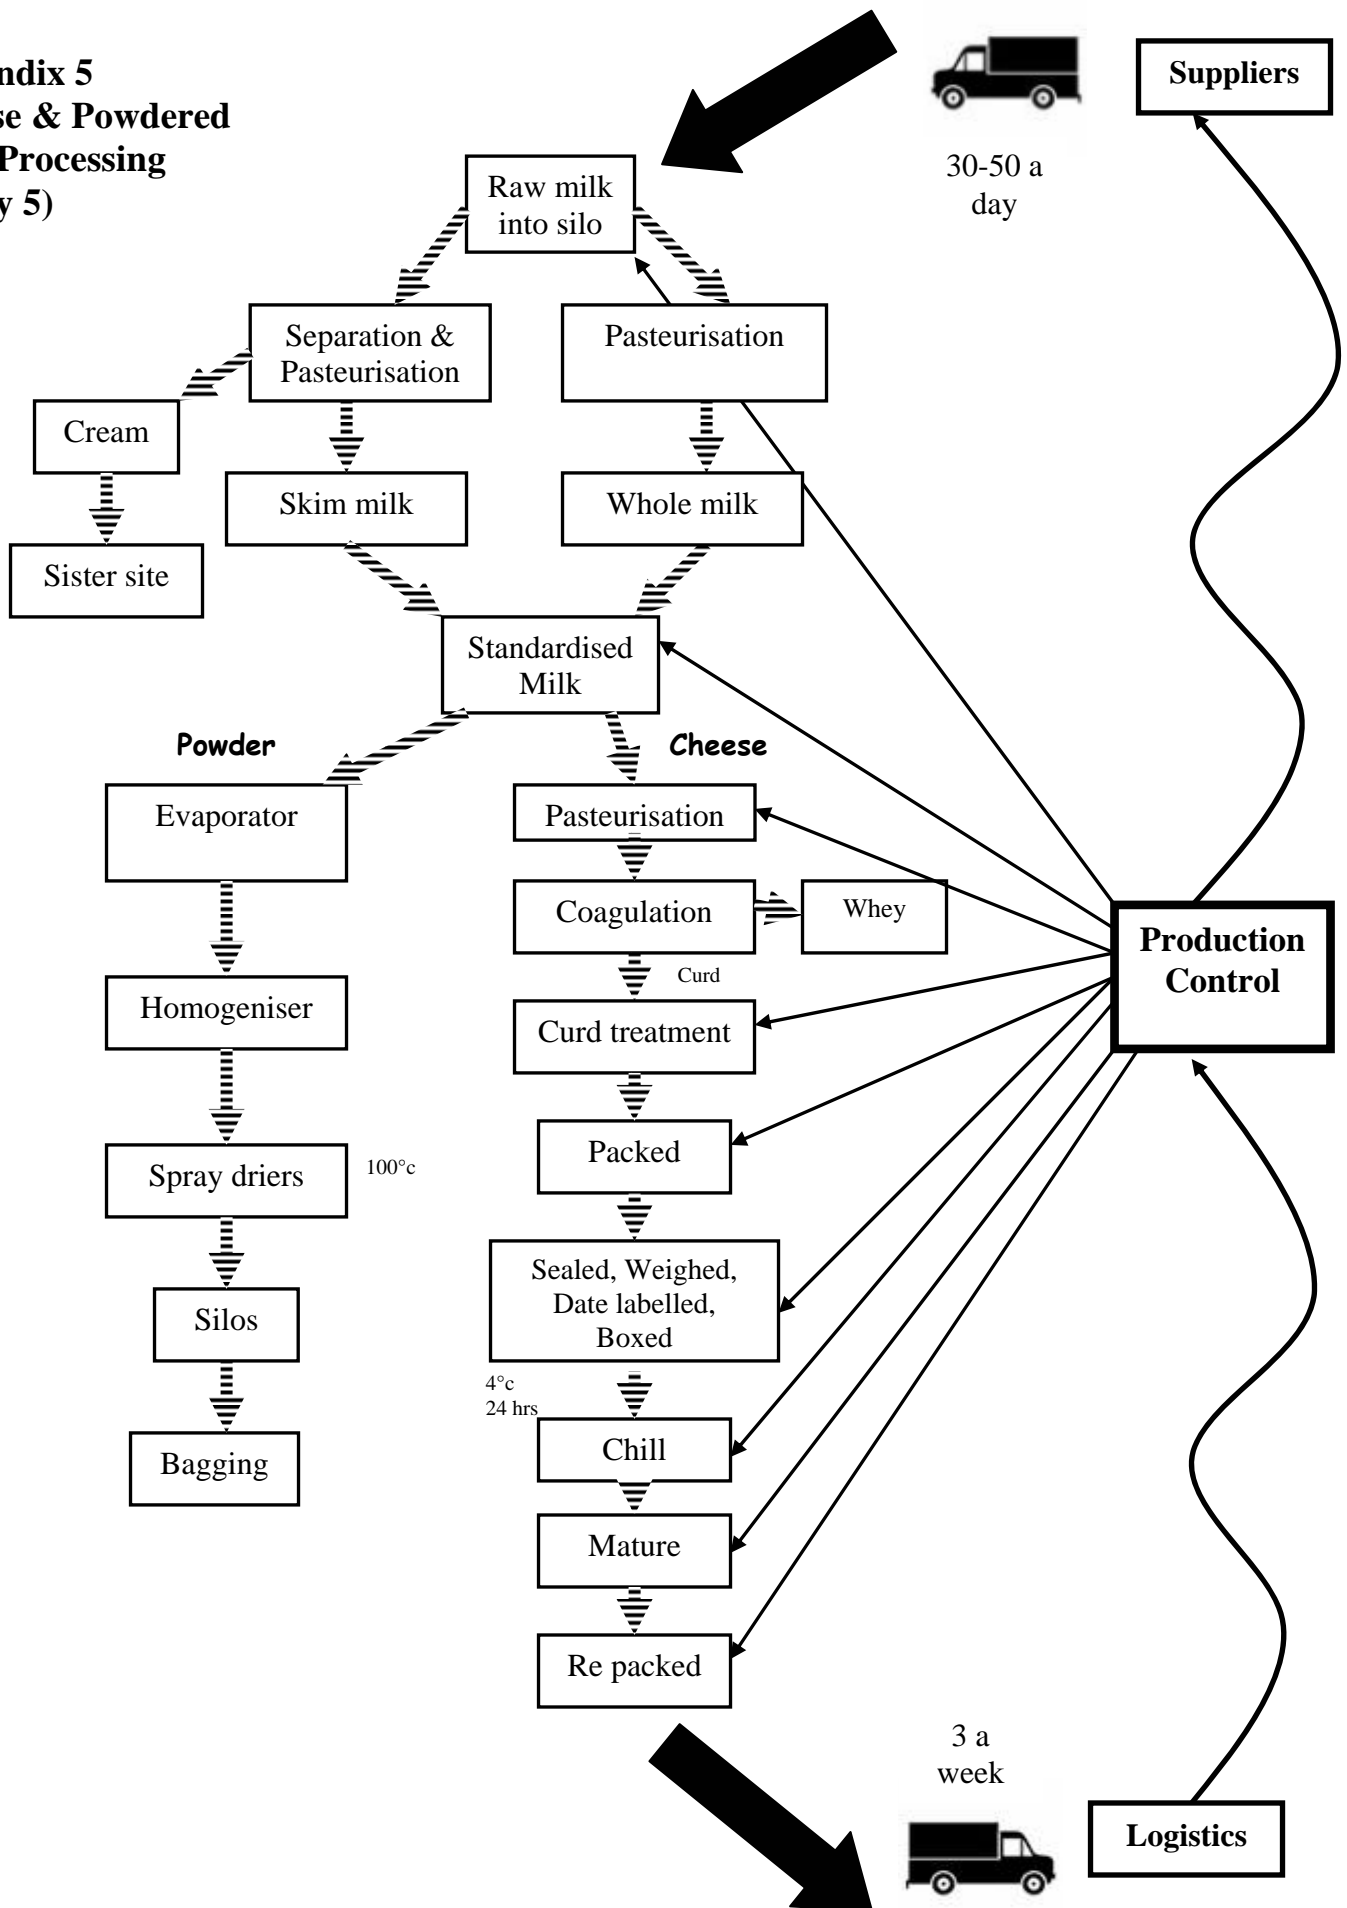 ndix 5
se & Powdered
Processing
y 5)
Suppliers
30-50 a
day
Raw milk
into silo
Separation &
Pasteurisation
Pasteurisation
Cream
Skim milk
Whole milk
Sister site
Standardised
Milk
Powder
Cheese
Evaporator
Pasteurisation
Coagulation
Whey
Production
Control
Curd
Homogeniser
Curd treatment
Packed
Spray driers
100°c
Sealed, Weighed,
Date labelled,
Boxed
Silos
4°c
24 hrs
Chill
Bagging
Mature
Re packed
3 a
week
Logistics